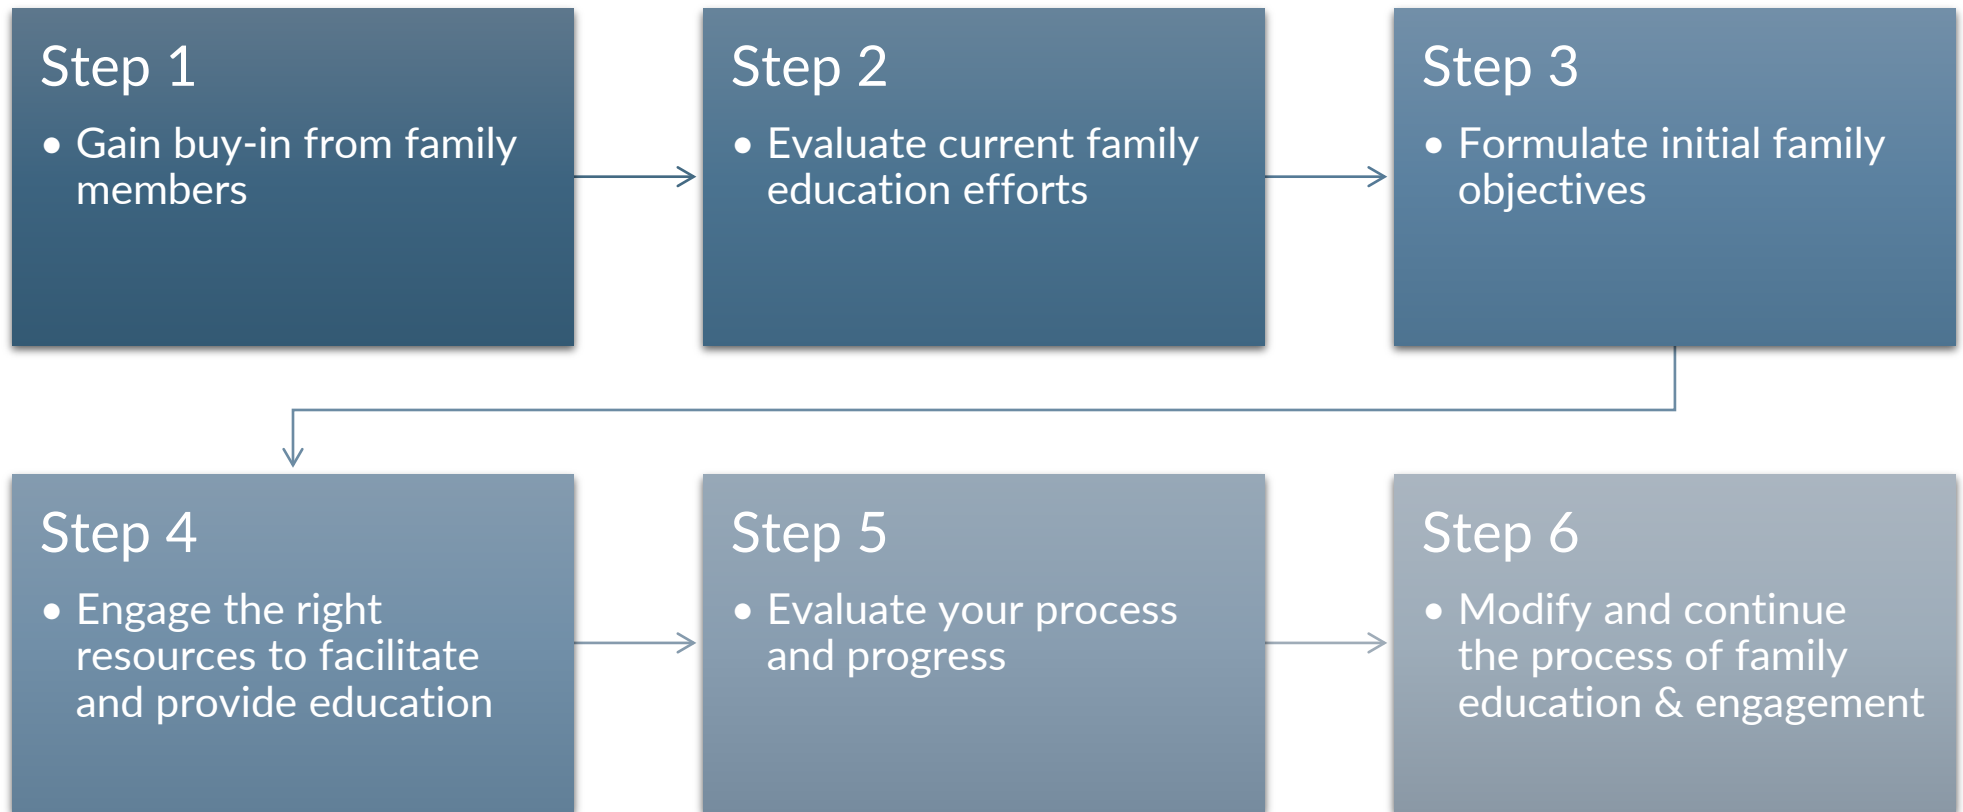 Step 1
• Gain buy-in from family
members
Step 2
• Evaluate current family
education efforts
Step 3
• Formulate initial family
objectives
Step 4
• Engage the right
resources to facilitate
and provide education
Step 5
• Evaluate your process
and progress
Step 6
• Modify and continue
the process of family
education & engagement